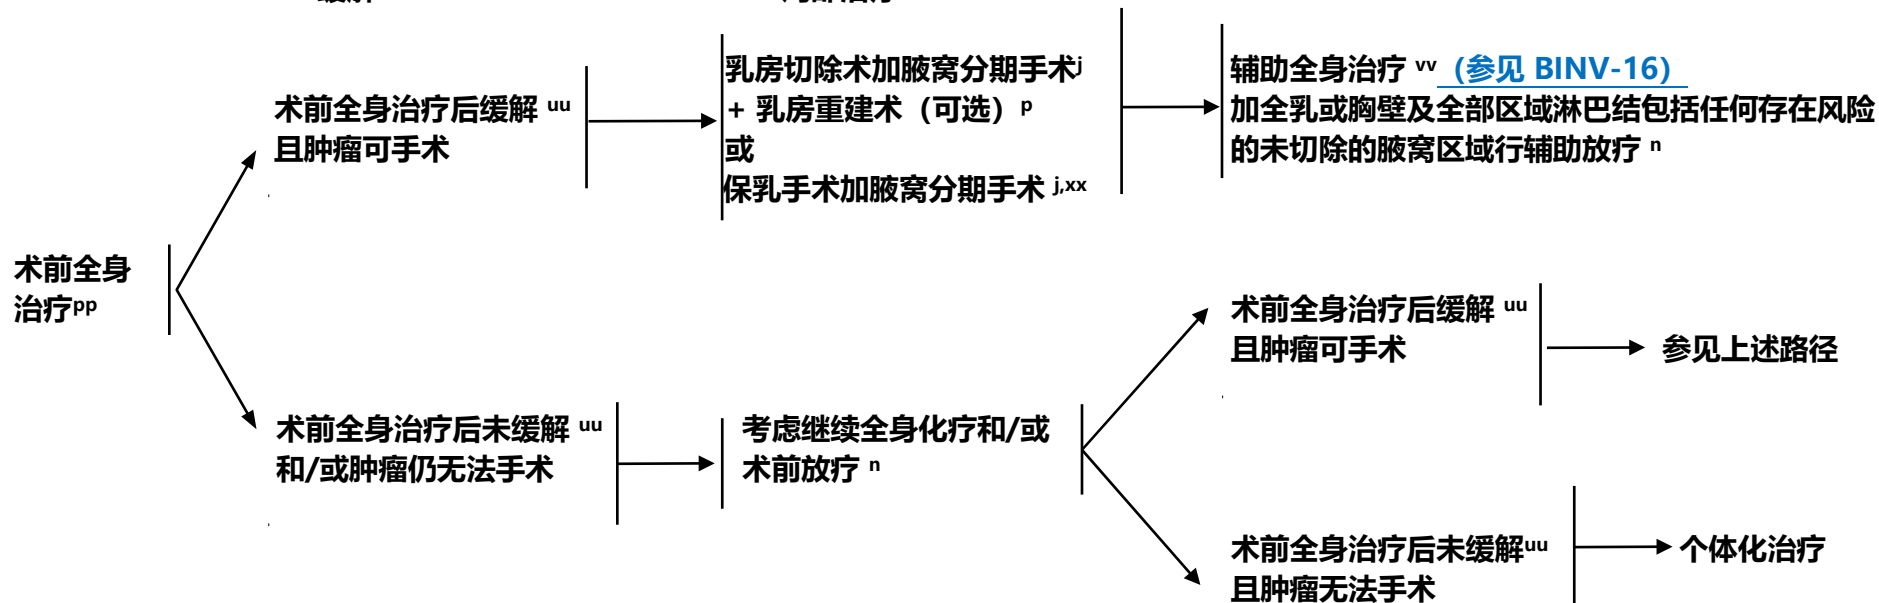 术前全身治疗后缓解 uu
且肿瘤可手术
乳房切除术加腋窝分期手术j
+ 乳房重建术（可选）p
或
保乳手术加腋窝分期手术 j,xx
辅助全身治疗 vv (参见 BINV-16)
加全乳或胸壁及全部区域淋巴结包括任何存在风险
的未切除的腋窝区域行辅助放疗 n
术前全身
治疗pp
术前全身治疗后未缓解 uu
和/或肿瘤仍无法手术
考虑继续全身化疗和/或
术前放疗 n
术前全身治疗后缓解 uu
且肿瘤可手术
参见上述路径
术前全身治疗后未缓解uu
且肿瘤无法手术
个体化治疗